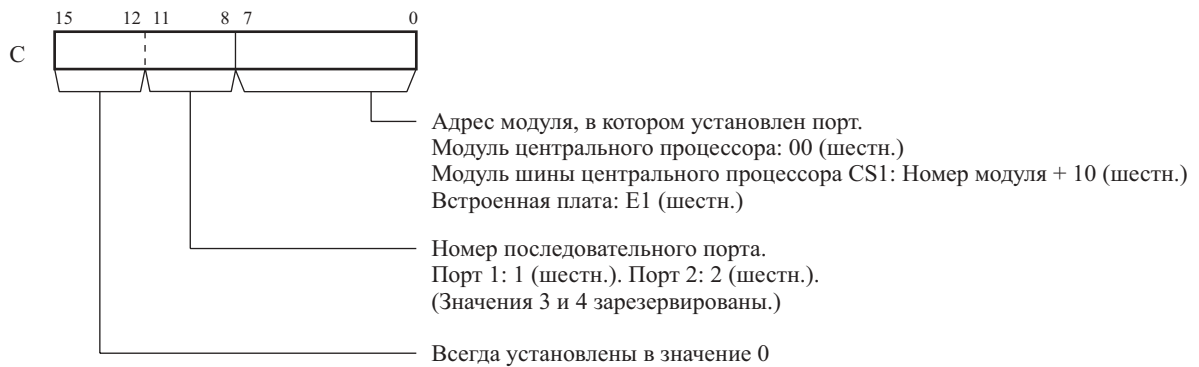 15 12 11 8 7 0
C
Адрес модуля, в котором установлен порт.
Модуль центрального процессора: 00 (шестн.)
Модуль шины центрального процессора CS1: Номер модуля + 10 (шестн.)
Встроенная плата: E1 (шестн.)
Номер последовательного порта.
Порт 1: 1 (шестн.). Порт 2: 2 (шестн.).
(Значения 3 и 4 зарезервированы.)
Всегда установлены в значение 0